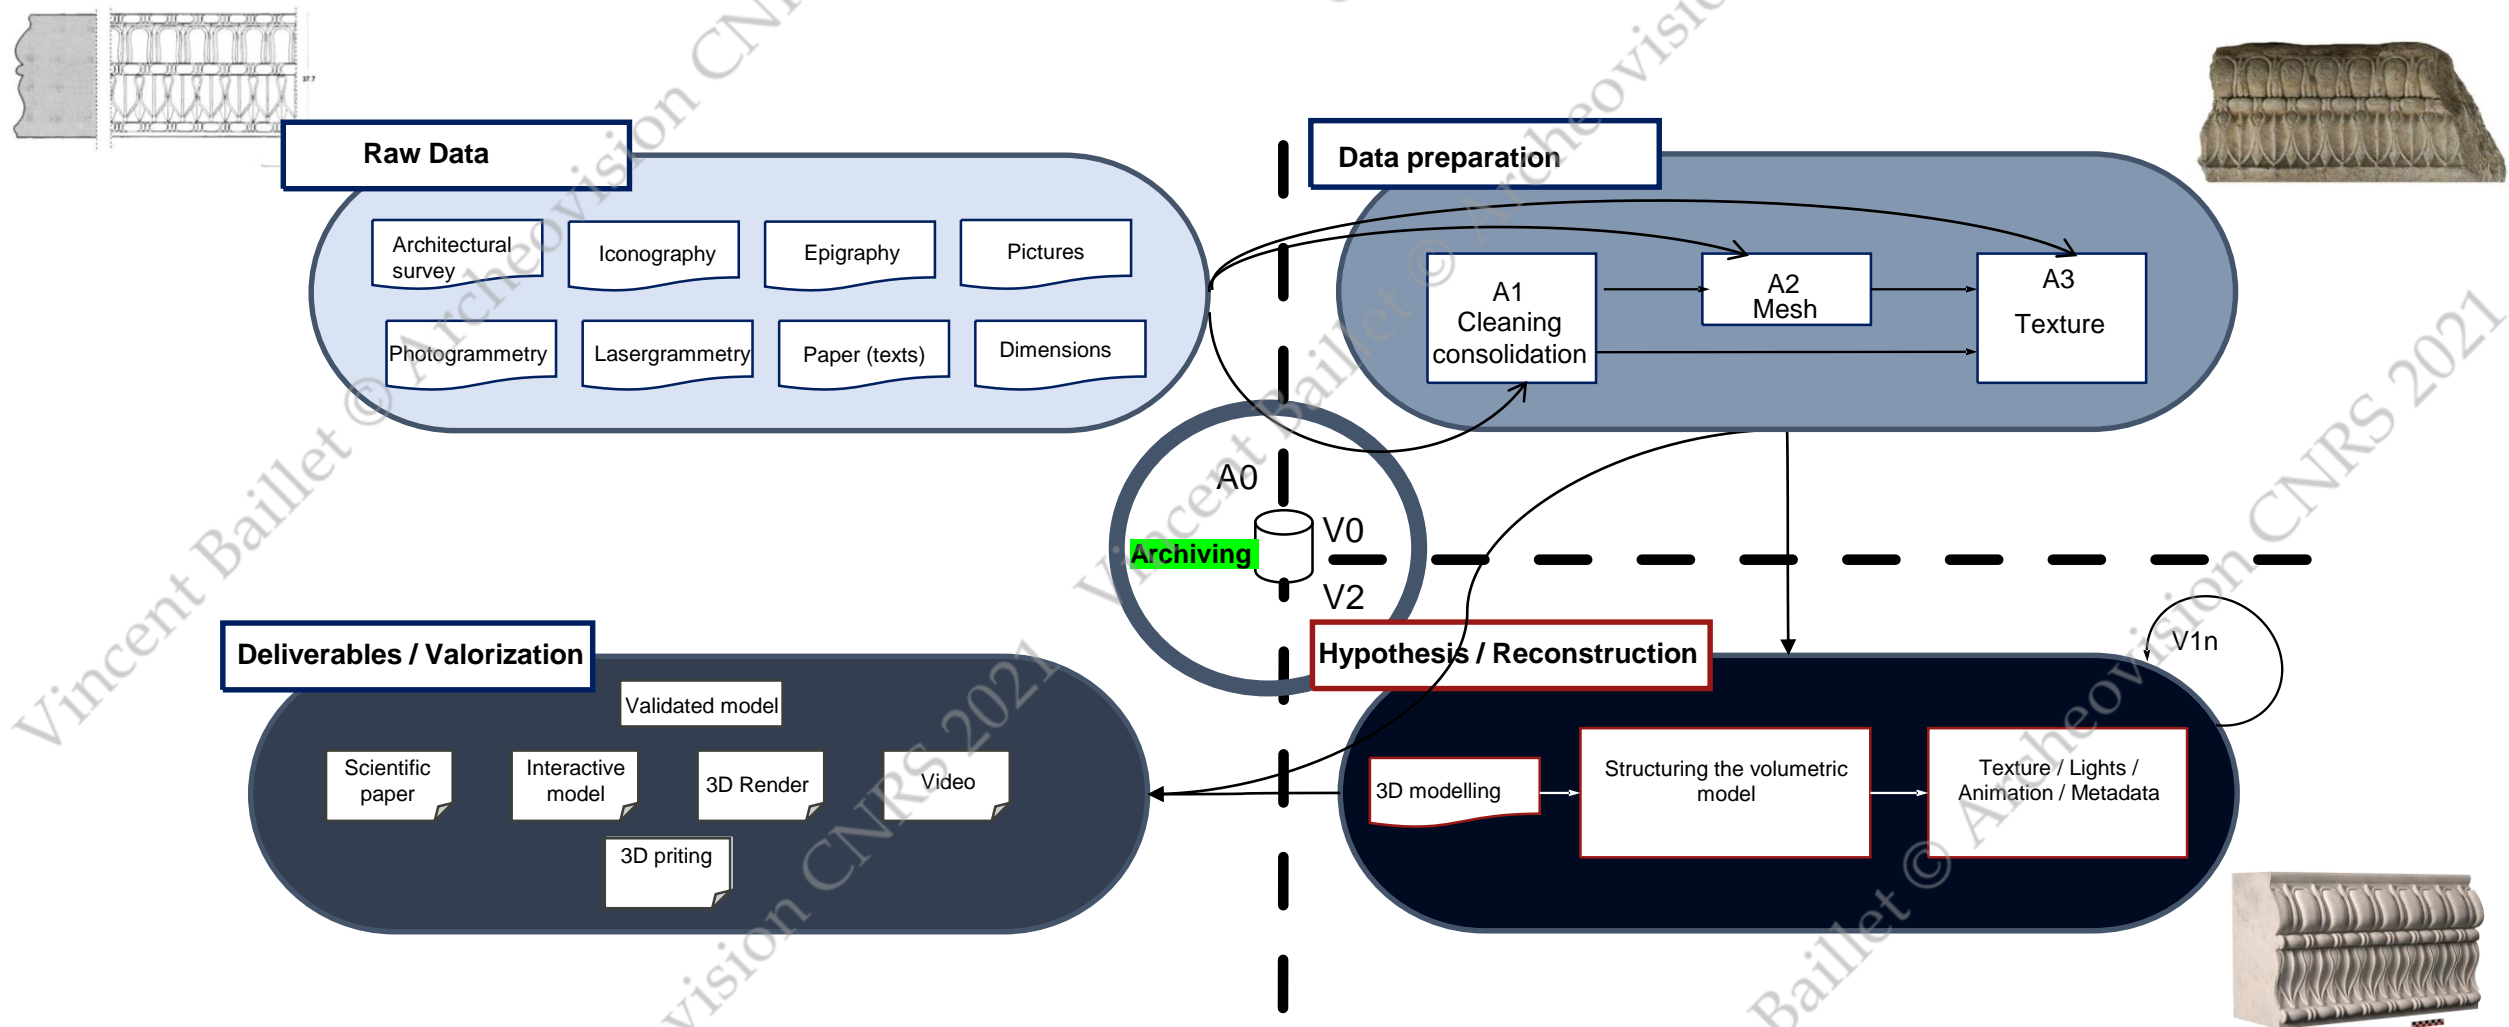 37.7
Raw Data
Architectural
survey
Iconography
Epigraphy
Pictures
Photogrammetry
Lasergrammetry
Paper (texts)
Dimensions
Data preparation
A1
Cleaning
consolidation
A2
Mesh
A3
Texture
A0
Archiving
V0
V2
Deliverables / Valorization
Validated model
Scientific
paper
Interactive
model
3D Render
Video
3D priting
Hypothesis / Reconstruction
V1n
3D modelling
Structuring the volumetric
model
Texture / Lights /
Animation / Metadata
Vincent Baillet © Archeovision CNRS 2021
Vincent Baillet © Archeovision CNRS 2021
Baillet © Archeovision CNRS 2021